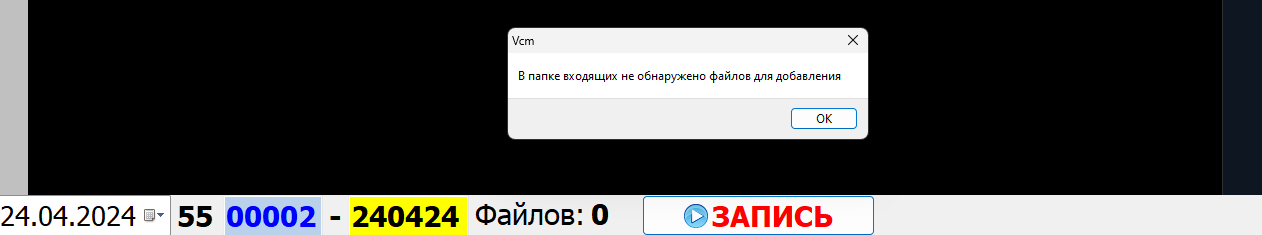 Vcm
В папке входящих не обнаружено файлов для добавления
OK
24.04.2024 55 00002 - 240424 Файлов: 0 ЗАПИСЬ